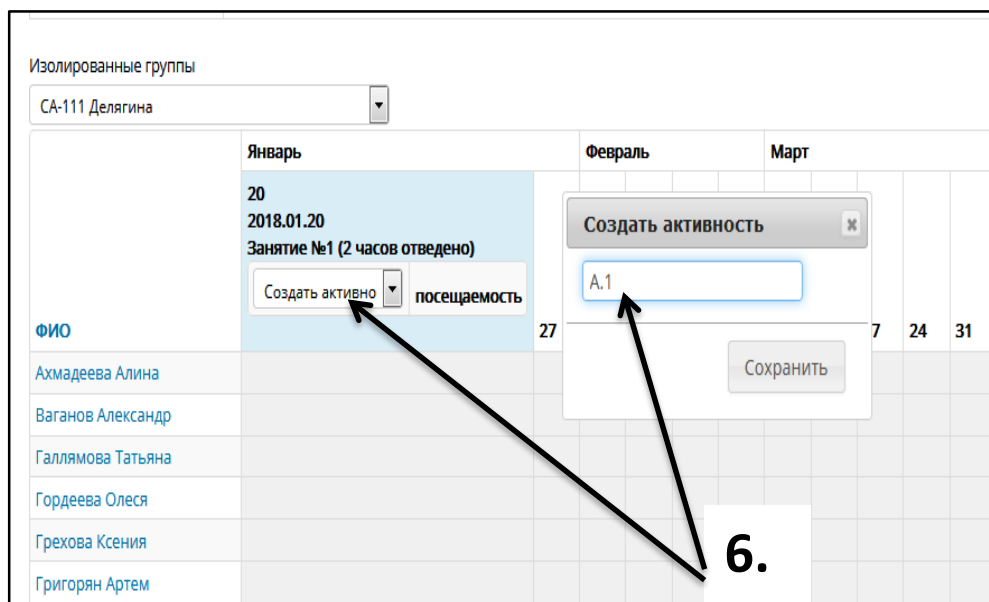 Изолированные группы
СА-111 Делягина
Январь Февраль Март
20
2018.01.20
Занятие №1 (2 часов отведено)
Создать активно посещаемость
Создать активность
А.1
Сохранить
ФИО 27 7 24 31
Ахмадеева Алина
Ваганов Александр
Галлямова Татьяна
Гордеева Олеся
Грехова Ксения
Григорян Артем
6.